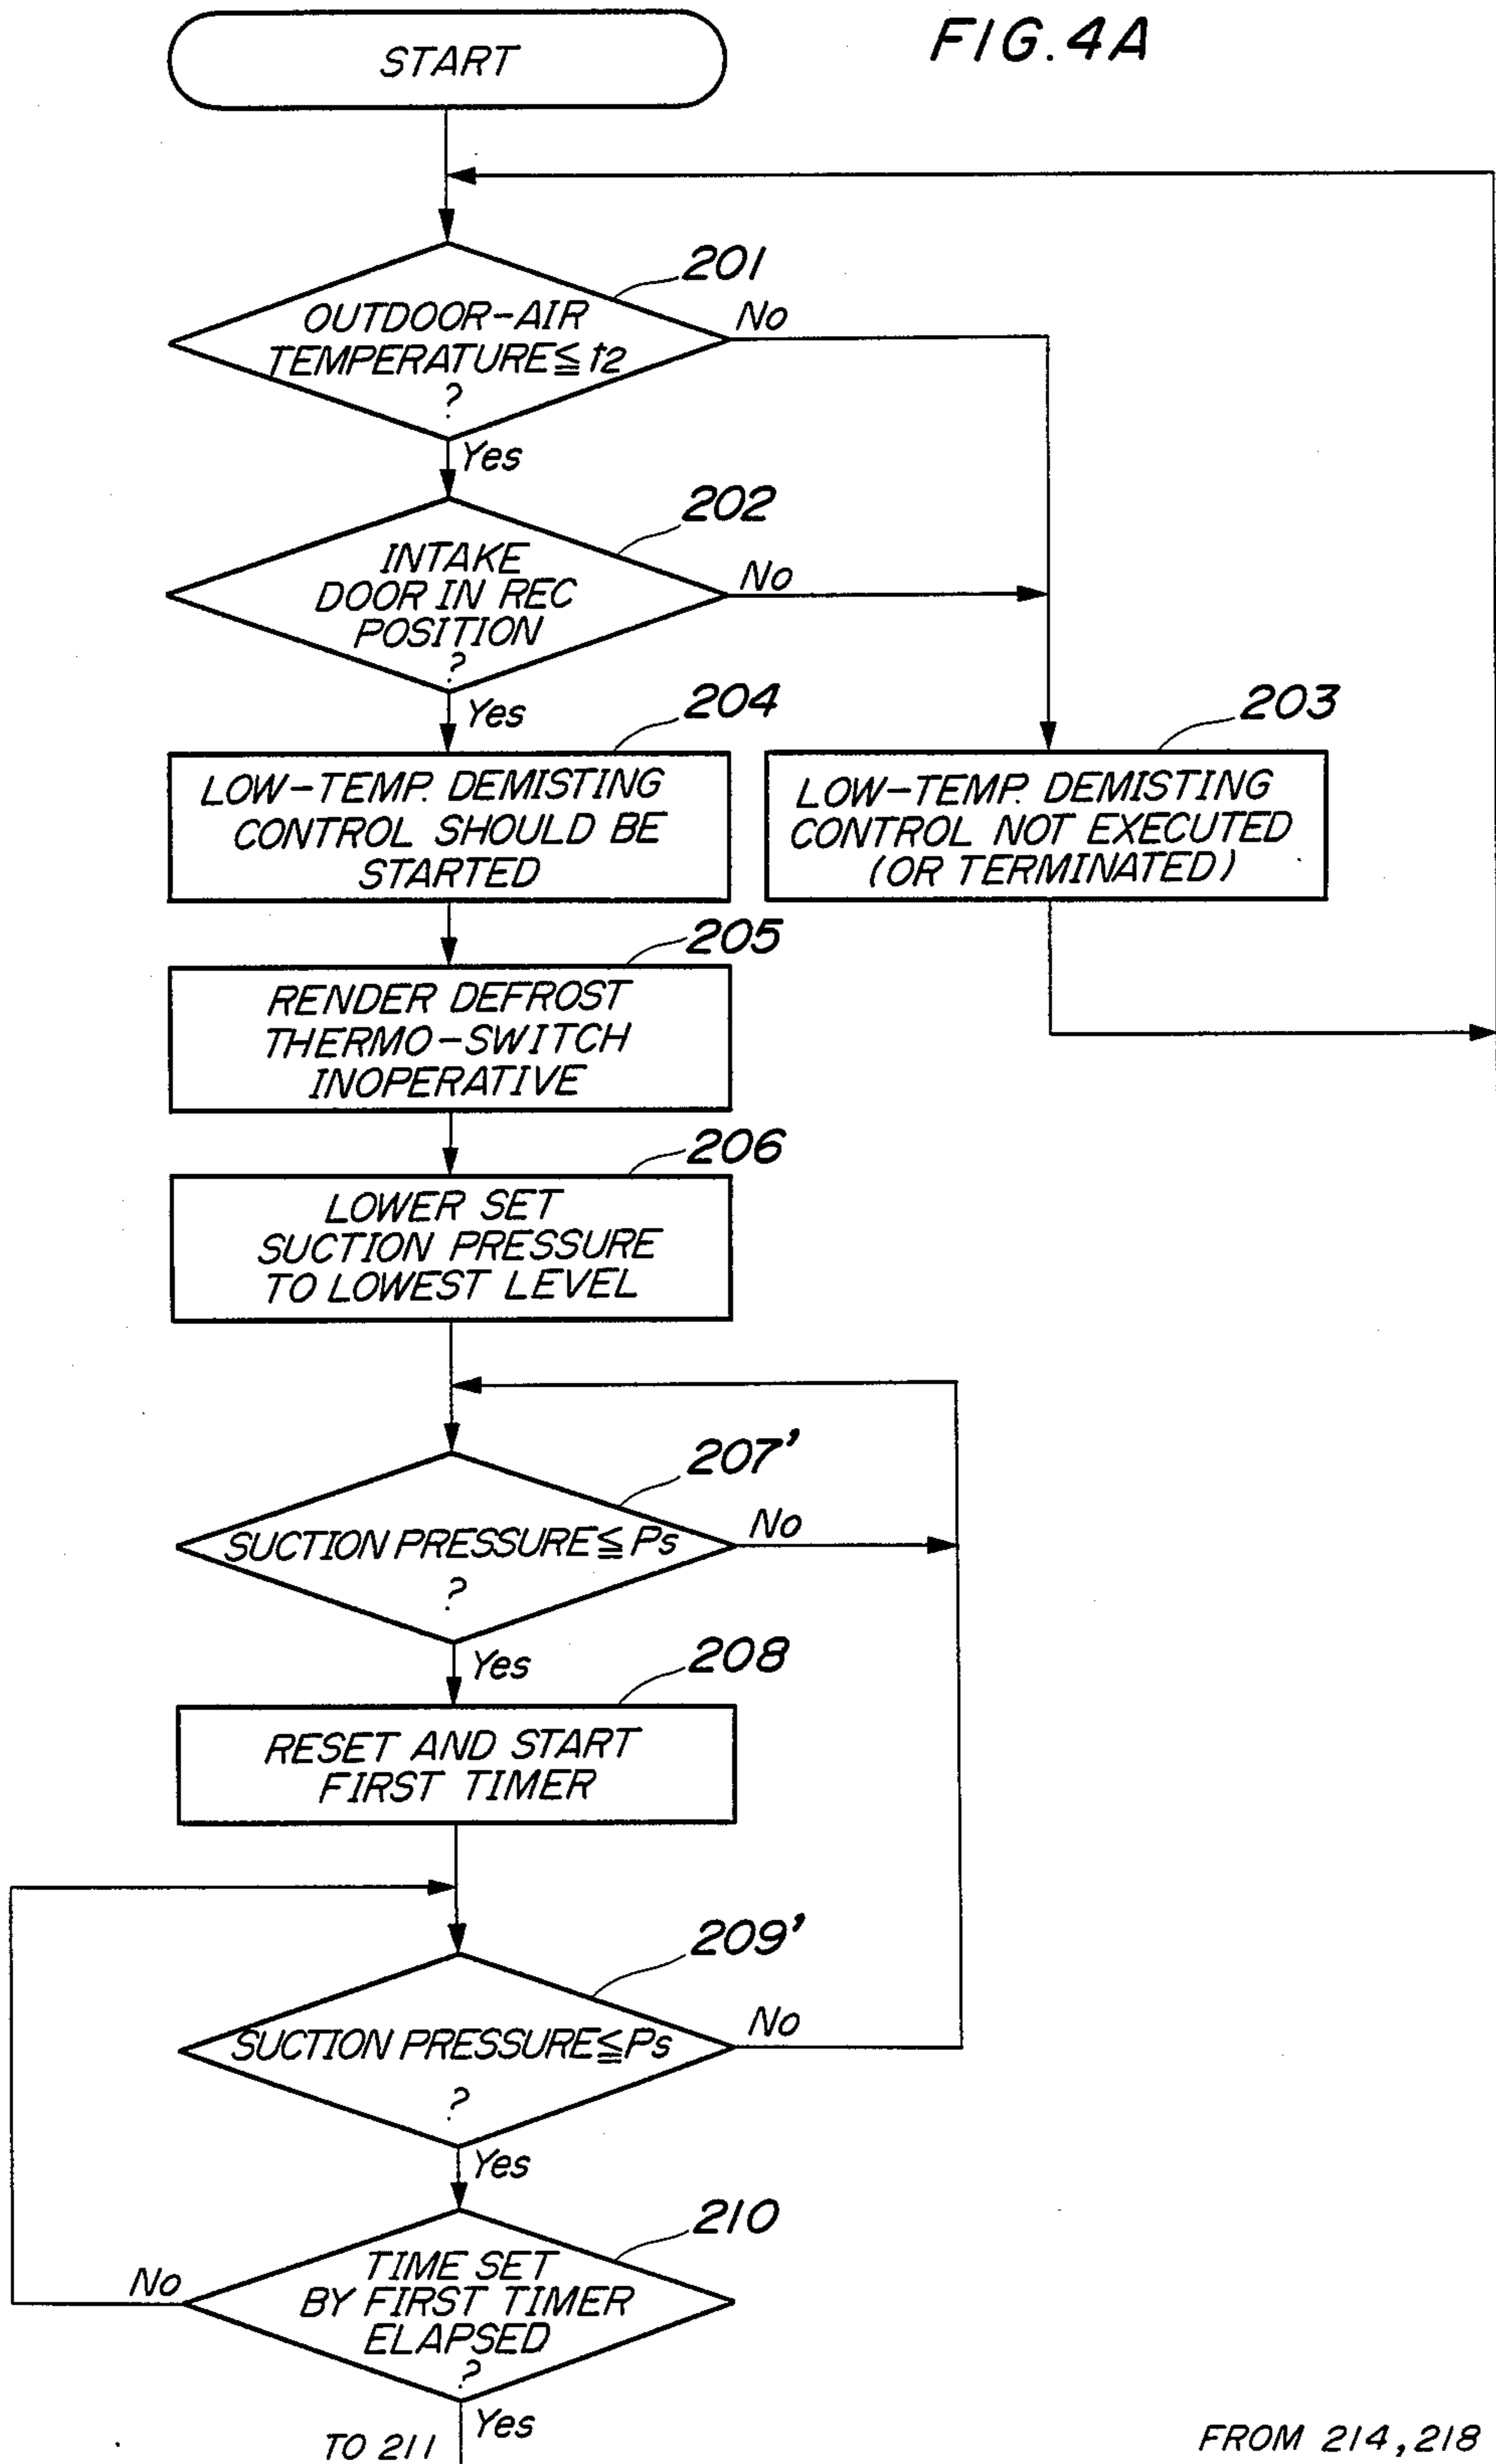 FIG. 4A
START
201
OUTDOOR-AIR
TEMPERATURE ≦ t2
?
No
Yes
202
INTAKE
DOOR IN REC
POSITION
?
No
Yes
204
LOW-TEMP. DEMISTING
CONTROL SHOULD BE
STARTED
203
LOW-TEMP. DEMISTING
CONTROL NOT EXECUTED
(OR TERMINATED)
205
RENDER DEFROST
THERMO-SWITCH
INOPERATIVE
206
LOWER SET
SUCTION PRESSURE
TO LOWEST LEVEL
207'
SUCTION PRESSURE ≦ Ps
?
No
Yes
208
RESET AND START
FIRST TIMER
209'
SUCTION PRESSURE ≦ Ps
?
No
Yes
210
TIME SET
BY FIRST TIMER
ELAPSED
?
No
Yes
TO 211
FROM 214, 218